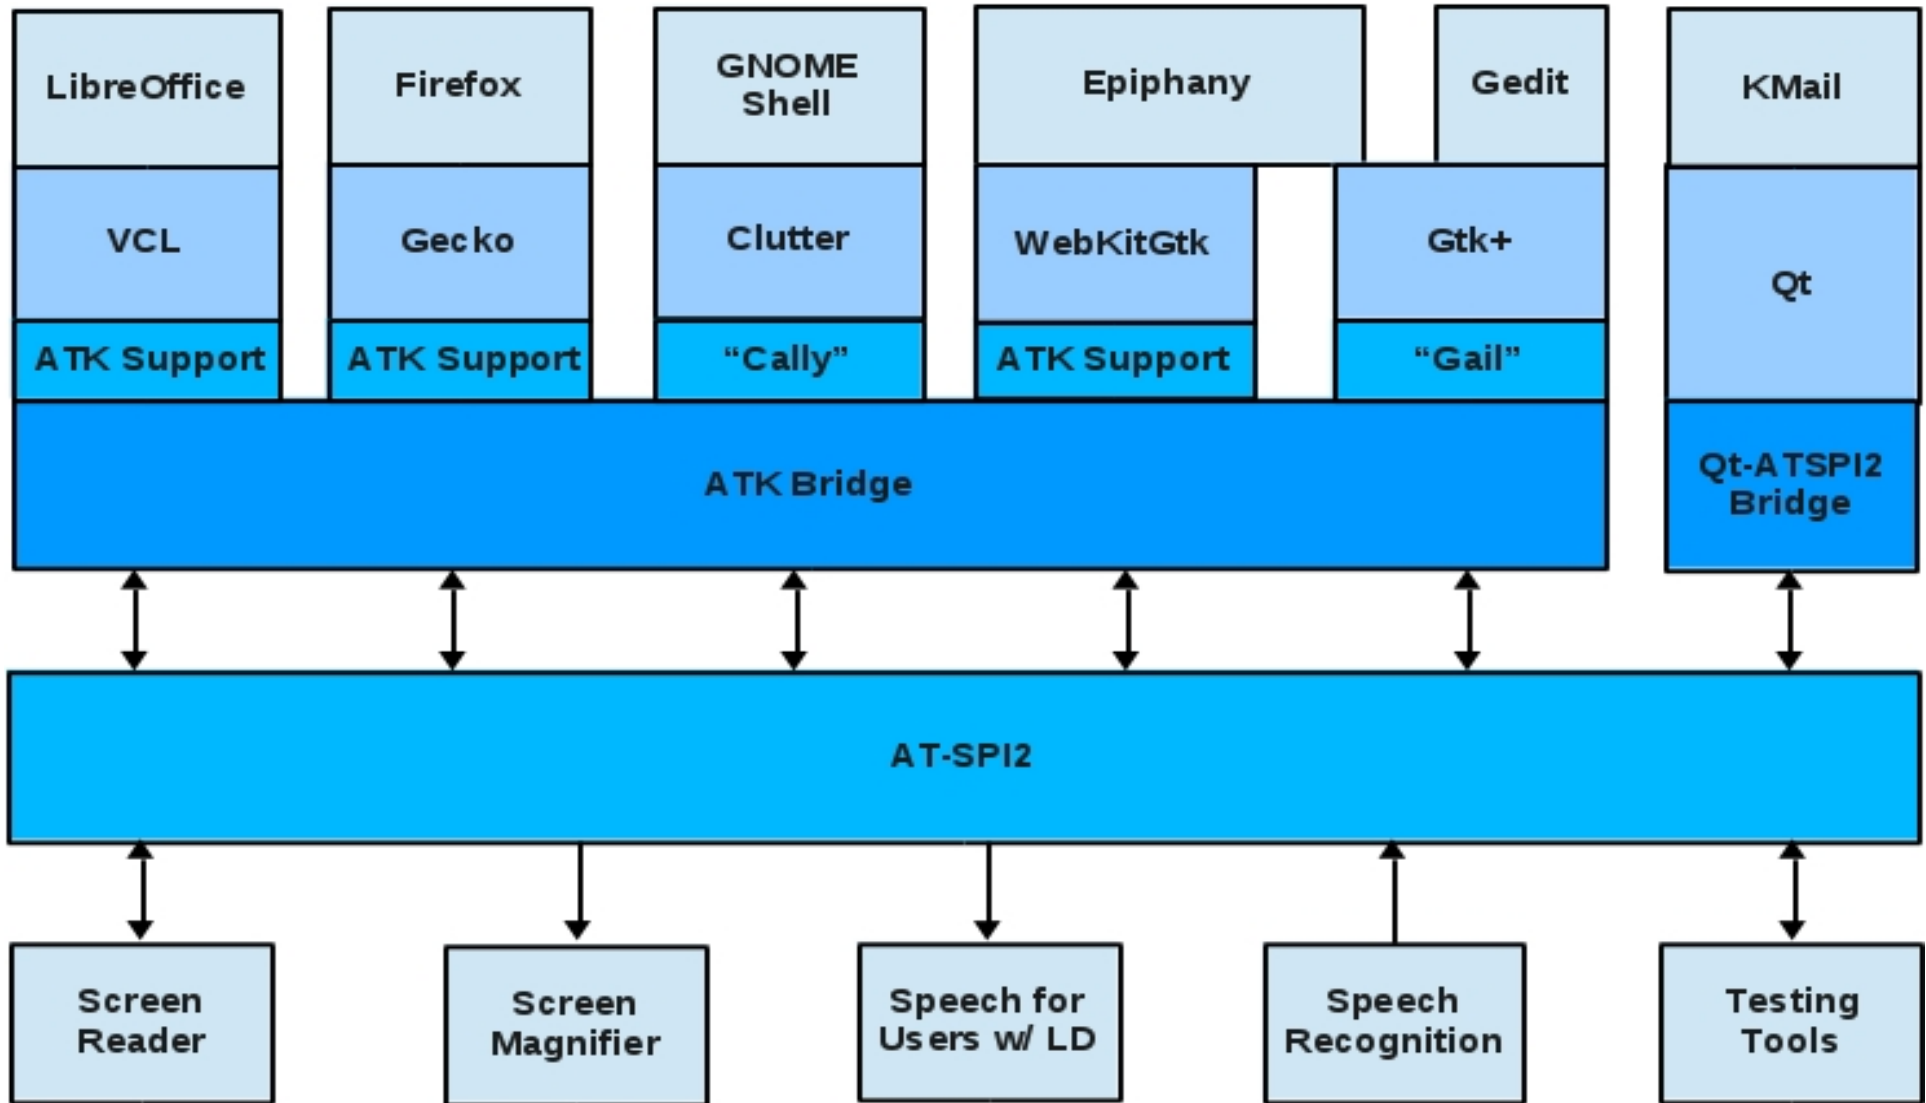 LibreOffice
Firefox
GNOME
Shell
Epiphany
Gedit
KMail
VCL
Gecko
Clutter
WebKitGtk
Gtk+
Qt
ATK Support
ATK Support
“Cally”
ATK Support
“Gail”
ATK Bridge
Qt-ATSPI2
Bridge
AT-SPI2
Screen
Reader
Screen
Magnifier
Speech for
Users w/ LD
Speech
Recognition
Testing
Tools